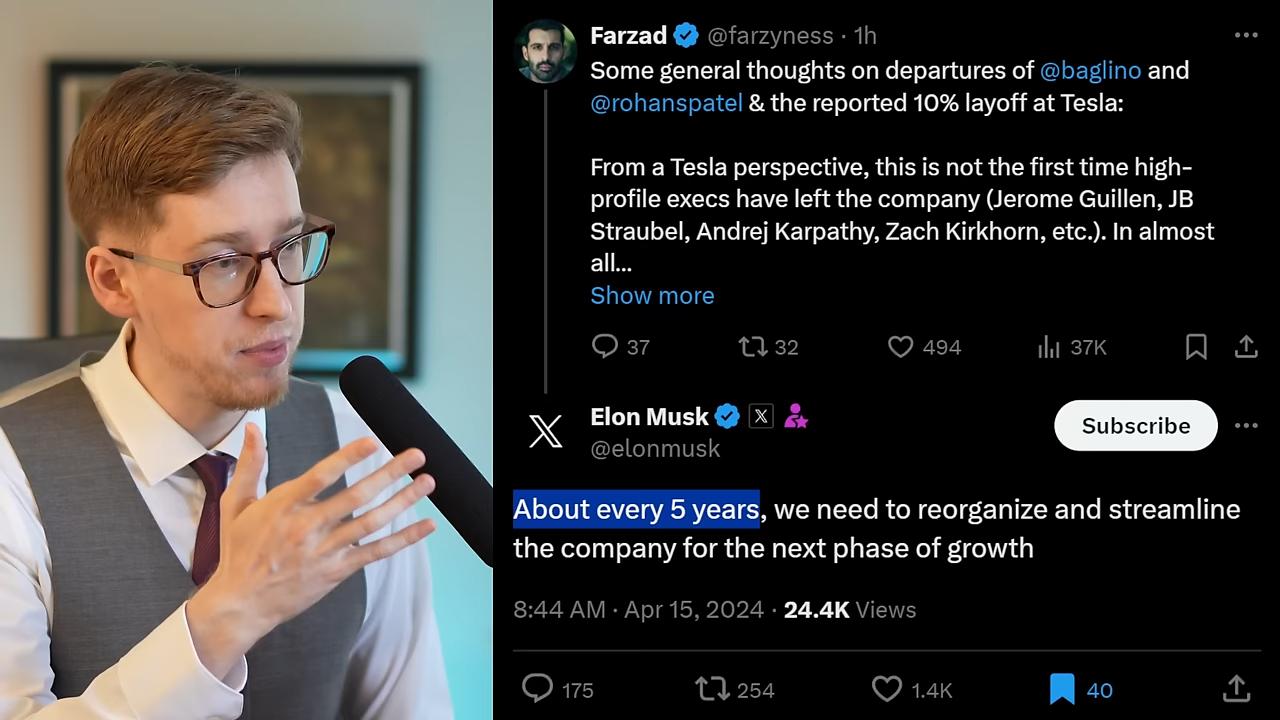 Farzad @farzyness · 1h
Some general thoughts on departures of @baglino and
@rohanspatel & the reported 10% layoff at Tesla:
From a Tesla perspective, this is not the first time high-
profile execs have left the company (Jerome Guillen, JB
Straubel, Andrej Karpathy, Zach Kirkhorn, etc.). In almost
all...
Show more
37 32 494 37K
Elon Musk X
Subscribe
@elonmusk
About every 5 years, we need to reorganize and streamline
the company for the next phase of growth
8:44 AM · Apr 15, 2024 · 24.4K Views
175 254 1.4K 40